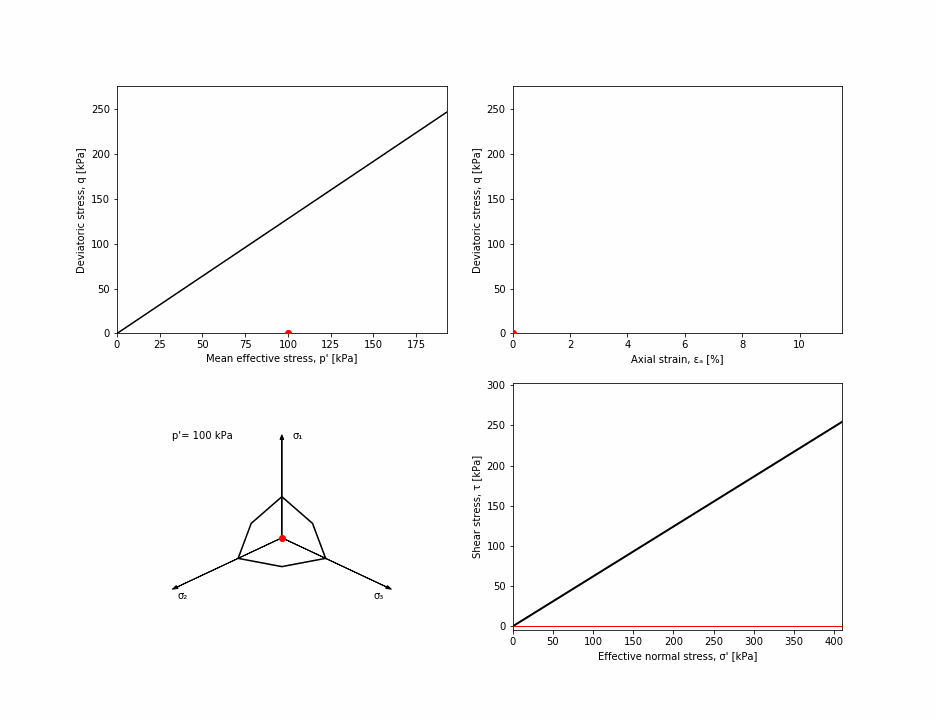 250
200
150
100
50
0
0 25 50 75 100 125 150 175
Deviatoric stress, q [kPa]
Mean effective stress, p' [kPa]
250
200
150
100
50
0
0 2 4 6 8 10
Deviatoric stress, q [kPa]
Axial strain, εₐ [%]
p'= 100 kPa
σ₁
σ₂
σ₃
300
250
200
150
100
50
0
0 50 100 150 200 250 300 350 400
Shear stress, τ [kPa]
Effective normal stress, σ' [kPa]